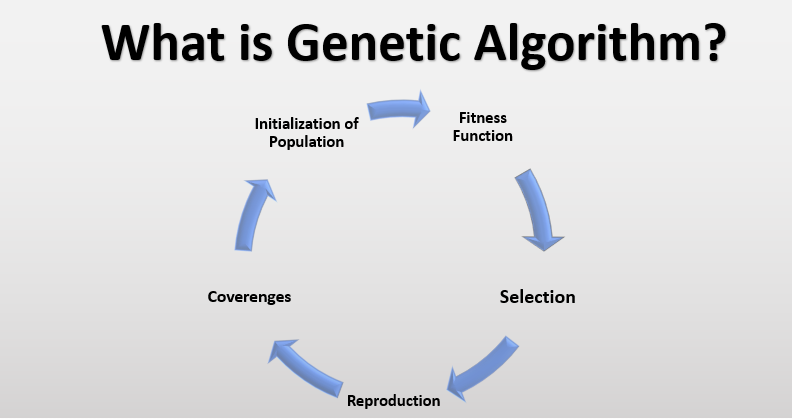 What is Genetic Algorithm?
Initialization of
Population
Fitness
Function
Selection
Reproduction
Coverenges